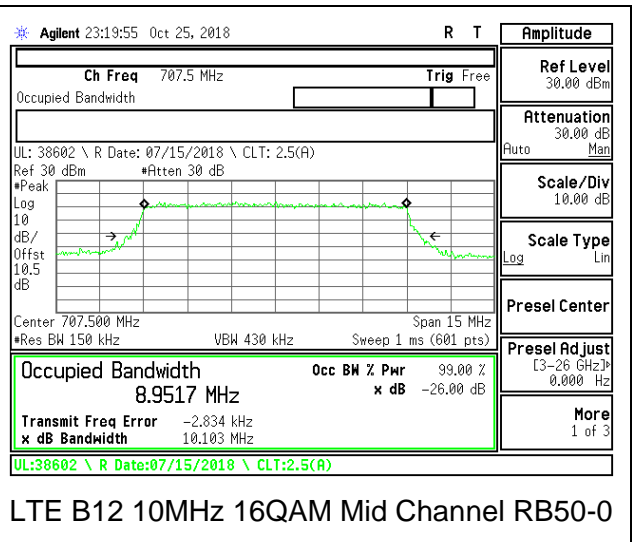 Agilent 23:19:55 Oct 25, 2018 R T
Ch Freq 707.5 MHz Trig Free
Occupied Bandwidth
UL: 38602 \ R Date: 07/15/2018 \ CLT: 2.5(A)
Ref 30 dBm #Atten 30 dB
#Peak
Log
10
dB/
Offst
10.5
dB
Center 707.500 MHz Span 15 MHz
#Res BW 150 kHz VBW 430 kHz Sweep 1 ms (601 pts)
Occupied Bandwidth Occ BW % Pwr 99.00 %
8.9517 MHz x dB -26.00 dB
Transmit Freq Error -2.834 kHz
x dB Bandwidth 10.103 MHz
UL:38602 \ R Date:07/15/2018 \ CLT:2.5(A)
Amplitude
Ref Level
30.00 dBm
Attenuation
30.00 dB
Auto Man
Scale/Div
10.00 dB
Scale Type
Log Lin
Presel Center
Presel Adjust
[3-26 GHz]
0.000 Hz
More
1 of 3
LTE B12 10MHz 16QAM Mid Channel RB50-0